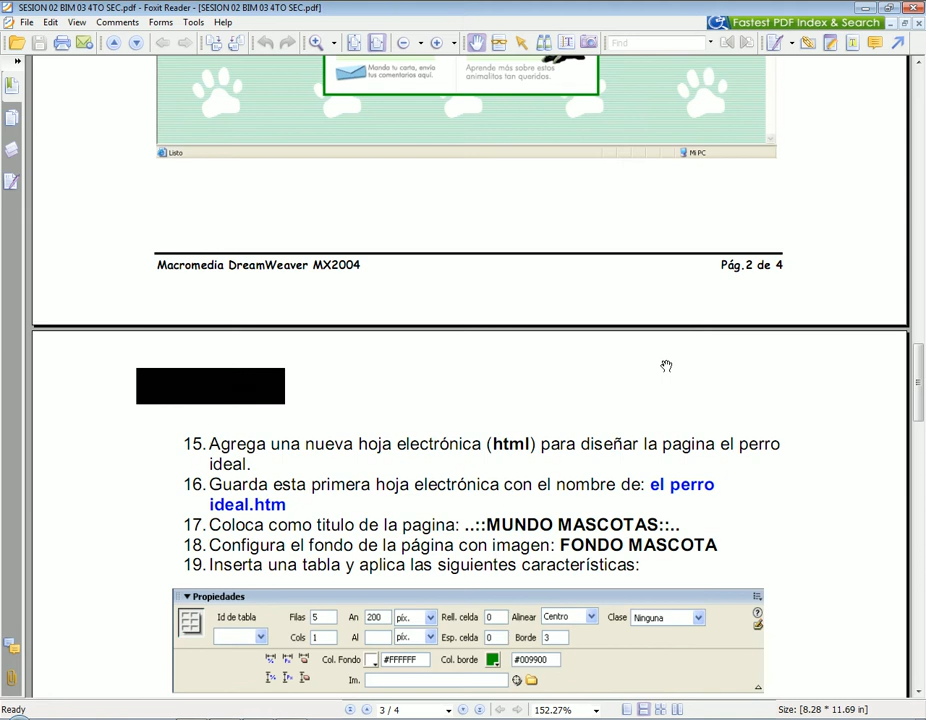 SESION 02 BIM 03 4TO SEC.pdf - Foxit Reader - [SESION 02 BIM 03 4TO SEC.pdf]
File Edit View Comments Forms Tools Help
Fastest PDF Index & Search
Find
Manda tu carta, envía
tus comentarios aquí.
Aprende más sobre estos
animalitos tan queridos.
Listo
Mi PC
Macromedia DreamWeaver MX2004
Pág.2 de 4
15. Agrega una nueva hoja electrónica (html) para diseñar la pagina el perro
ideal.
16. Guarda esta primera hoja electrónica con el nombre de: el perro
ideal.htm
17. Coloca como titulo de la pagina: ..::MUNDO MASCOTAS::..
18. Configura el fondo de la página con imagen: FONDO MASCOTA
19. Inserta una tabla y aplica las siguientes características:
Propiedades
Id de tabla Filas 5 An 200 píx. Rell. celda 0 Alinear Centro Clase Ninguna
Cols 1 Al píx. Esp. celda 0 Borde 3
Col. Fondo #FFFFFF Col. borde #009900
Im.
Ready
3 / 4
152.27%
Size: [8.28 * 11.69 in]